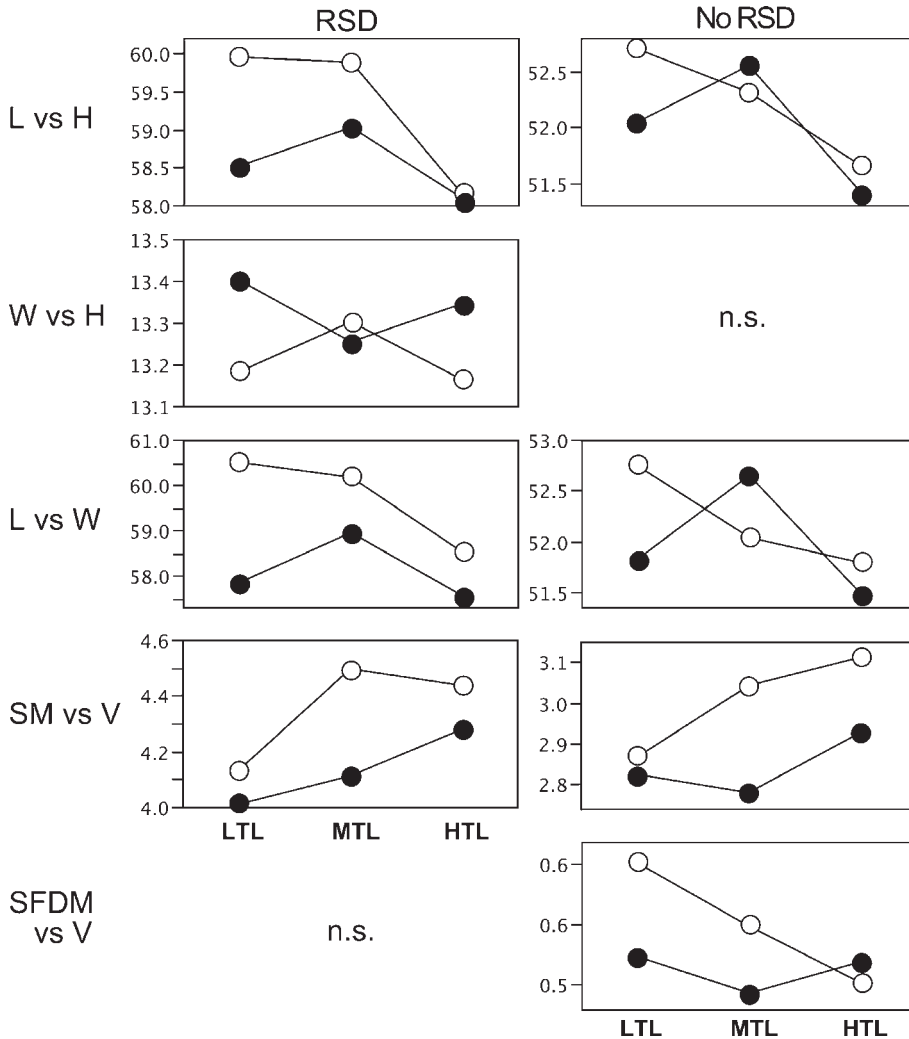 RSD No RSD
L vs H
60.0
59.5
59.0
58.5
58.0
52.5
52.0
51.5
W vs H
13.5
13.4
13.3
13.2
13.1
n.s.
L vs W
61.0
60.0
59.0
58.0
53.0
52.5
52.0
51.5
SM vs V
4.6
4.4
4.2
4.0
3.1
3.0
2.9
2.8
LTL MTL HTL
SFDM
vs V
n.s.
0.6
0.6
0.5
LTL MTL HTL